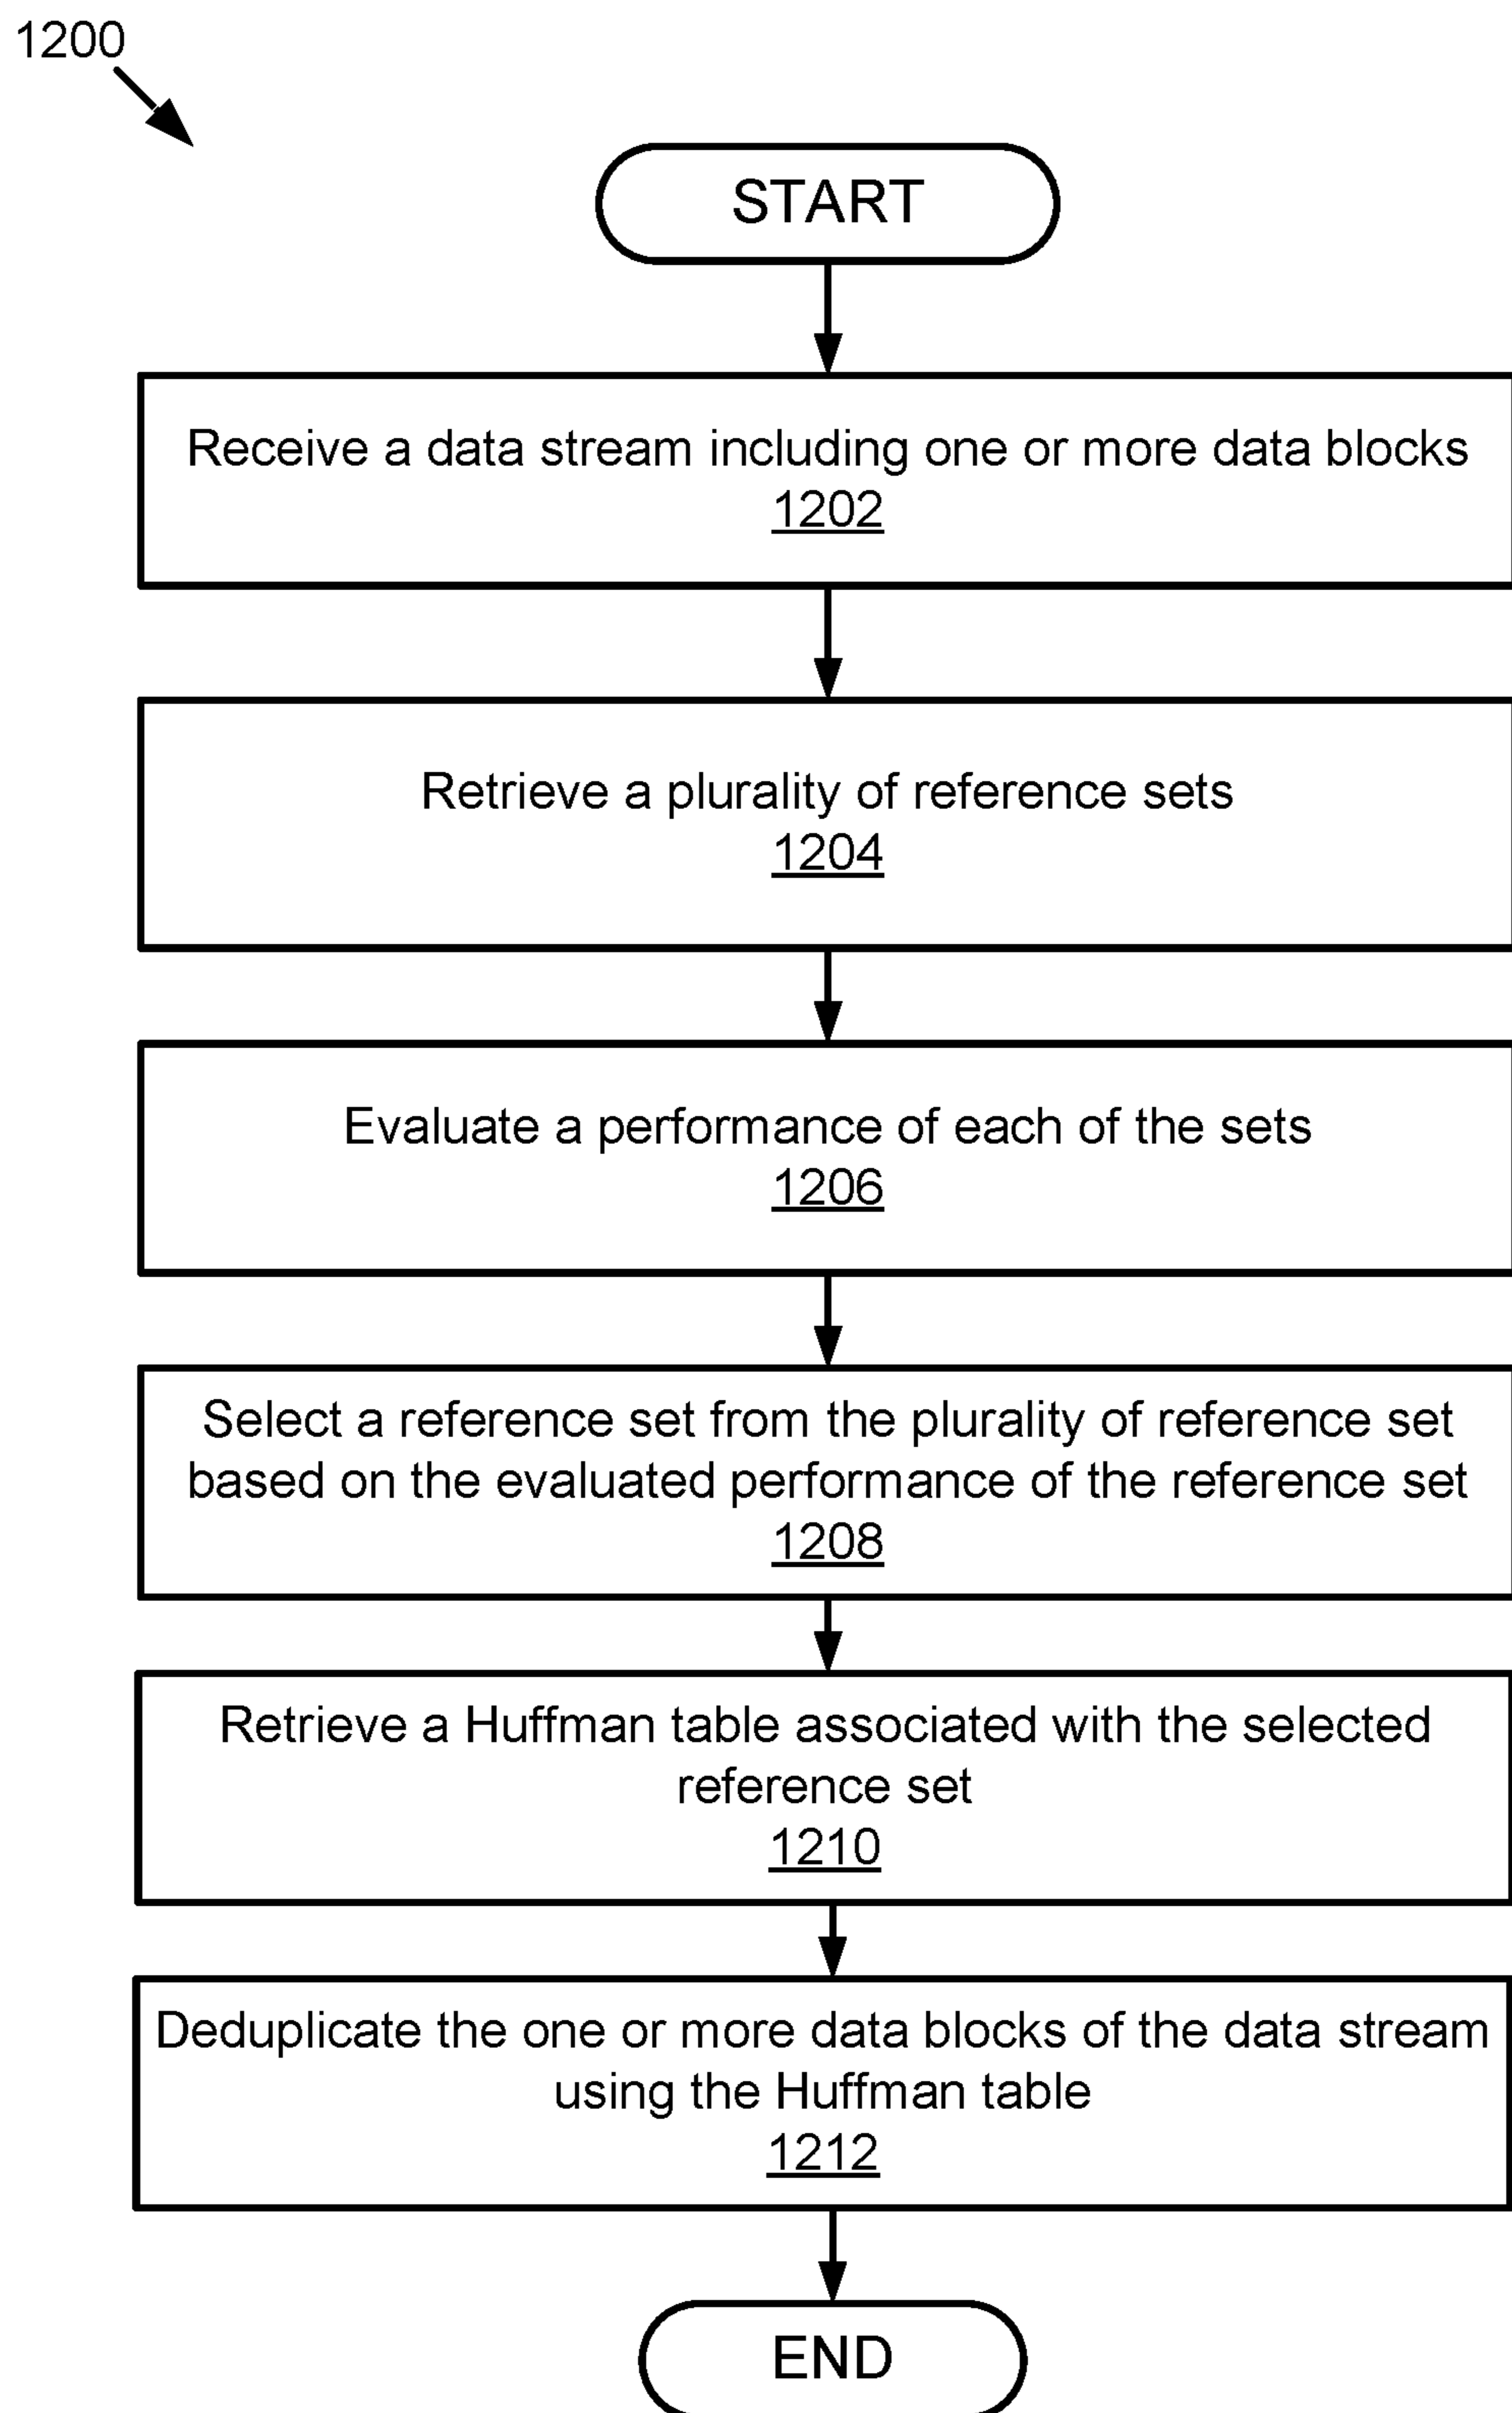 1200
START
Receive a data stream including one or more data blocks
1202
Retrieve a plurality of reference sets
1204
Evaluate a performance of each of the sets
1206
Select a reference set from the plurality of reference set
based on the evaluated performance of the reference set
1208
Retrieve a Huffman table associated with the selected
reference set
1210
Deduplicate the one or more data blocks of the data stream
using the Huffman table
1212
END